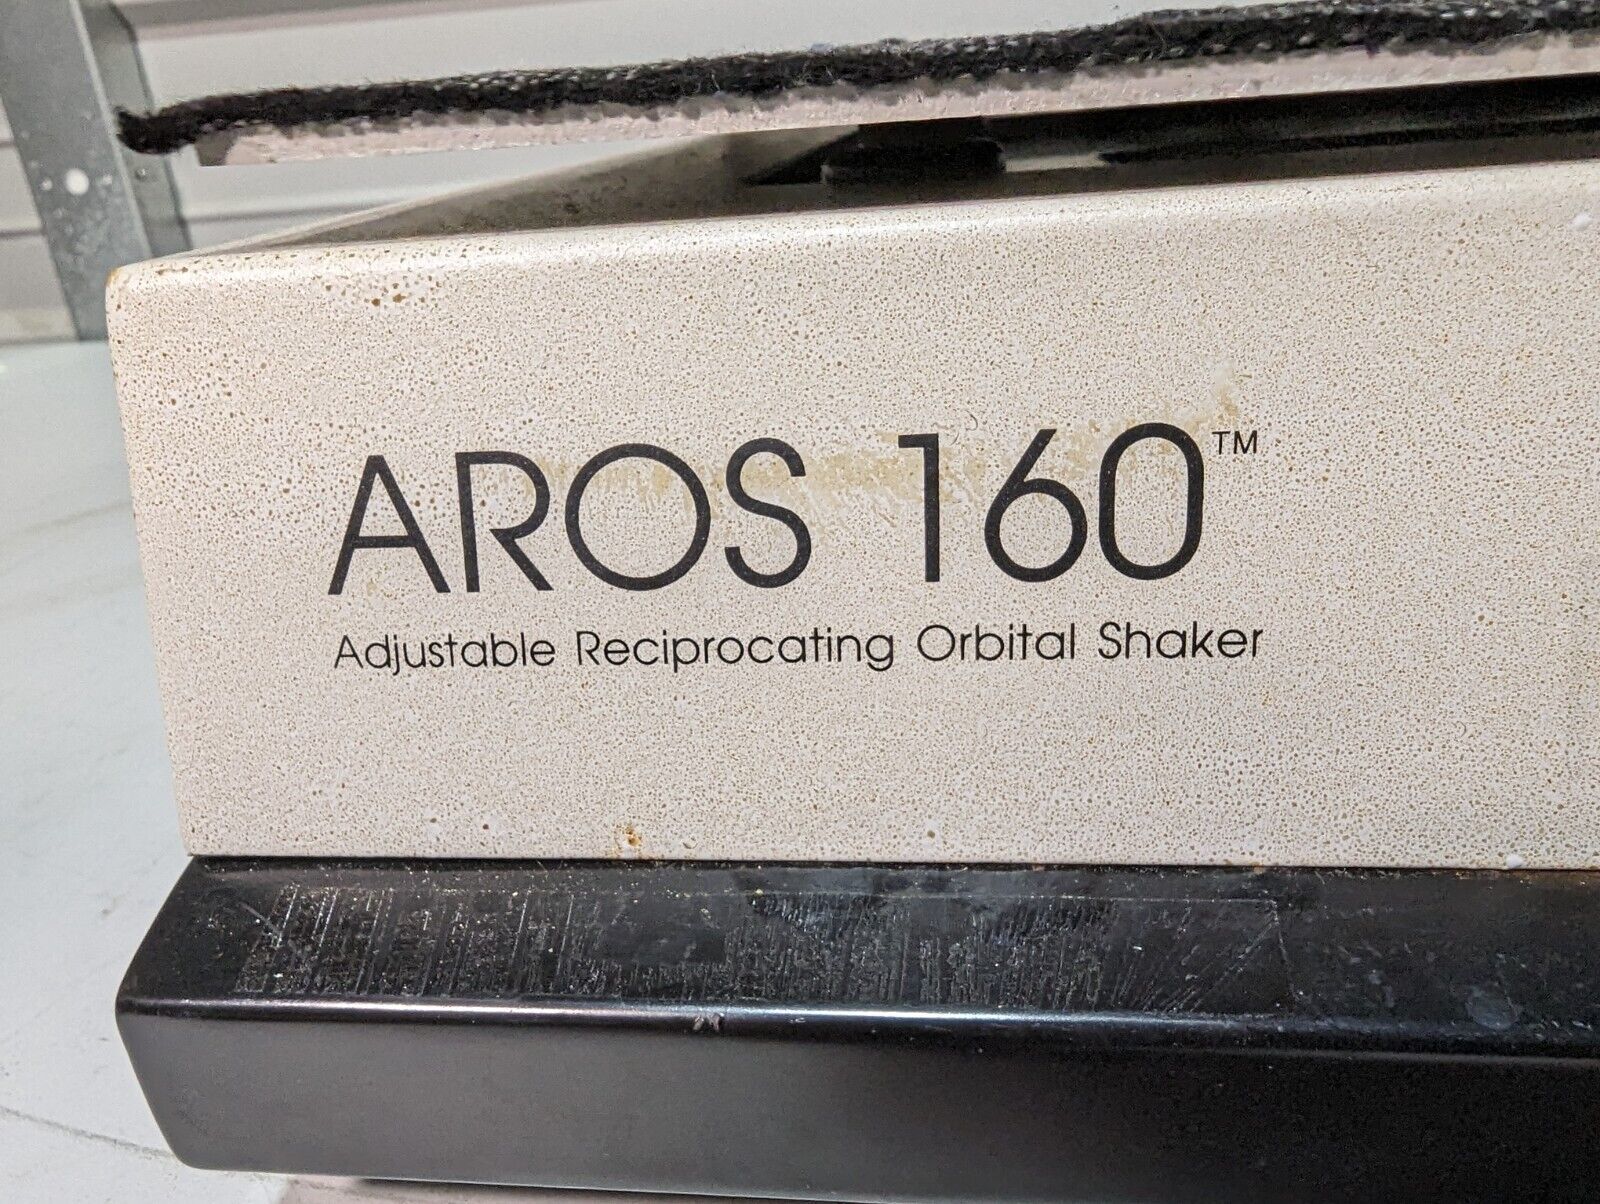 AROS 160™
Adjustable Reciprocating Orbital Shaker